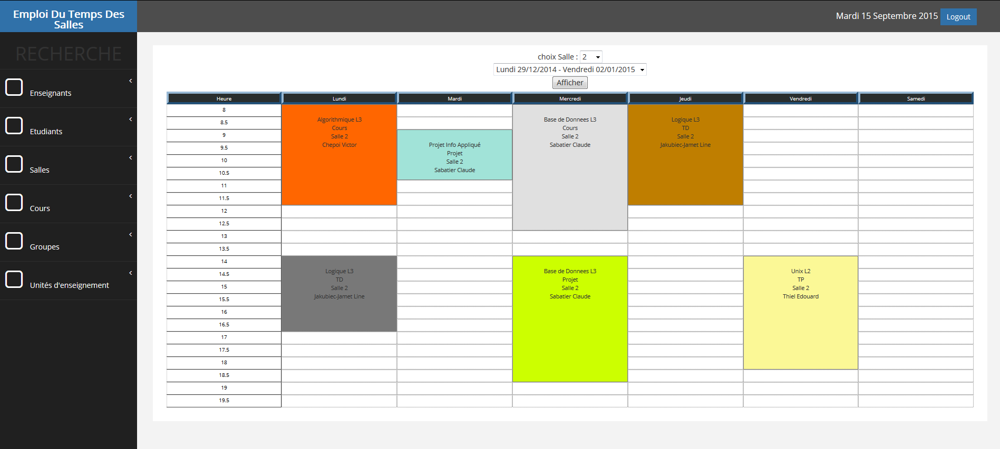 Emploi Du Temps Des
Salles
Mardi 15 Septembre 2015 Logout
RECHERCHE
Enseignants
Etudiants
Salles
Cours
Groupes
Unités d'enseignement
choix Salle : 2
Lundi 29/12/2014 - Vendredi 02/01/2015
Afficher
Heure Lundi Mardi Mercredi Jeudi Vendredi Samedi
8
8.5
9
9.5
10
10.5
11
11.5
12
12.5
13
13.5
14
14.5
15
15.5
16
16.5
17
17.5
18
18.5
19
19.5
Algorithmique L3
Cours
Salle 2
Chepoi Victor
Logique L3
TD
Salle 2
Jakubiec-Jamet Line
Projet Info Appliqué
Projet
Salle 2
Sabatier Claude
Base de Donnees L3
Cours
Salle 2
Sabatier Claude
Base de Donnees L3
Projet
Salle 2
Sabatier Claude
Logique L3
TD
Salle 2
Jakubiec-Jamet Line
Unix L2
TP
Salle 2
Thiel Edouard